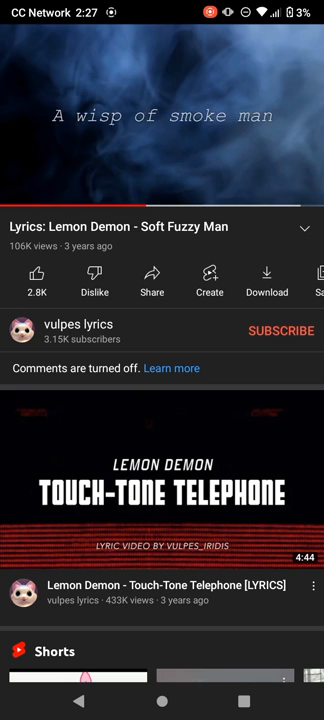 CC Network 2:27 3%
A wisp of smoke man
Lyrics: Lemon Demon - Soft Fuzzy Man
106K views · 3 years ago
2.8K Dislike Share Create Download Sa
vulpes lyrics
3.15K subscribers
SUBSCRIBE
Comments are turned off. Learn more
LEMON DEMON
TOUCH-TONE TELEPHONE
LYRIC VIDEO BY VULPES_IRIDIS
4:44
Lemon Demon - Touch-Tone Telephone [LYRICS]
vulpes lyrics · 433K views · 3 years ago
Shorts